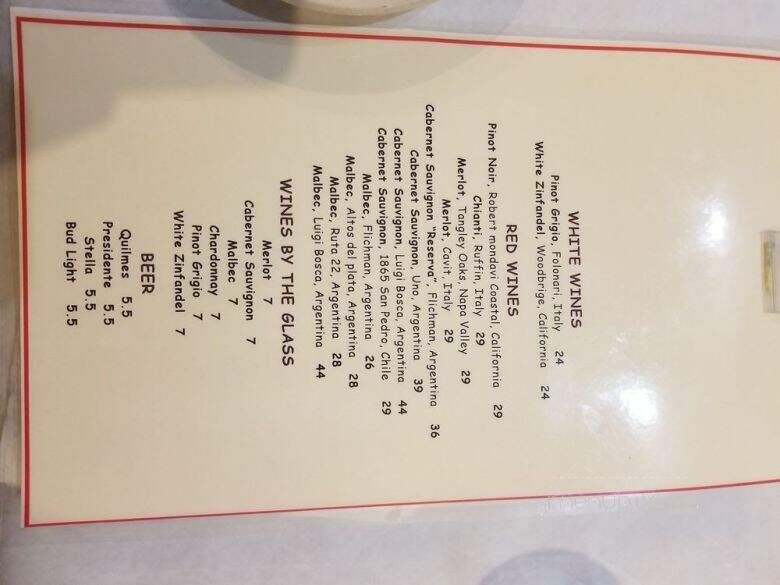 WHITE WINES
Pinot Grigio, Folonari, Italy 24
White Zinfandel, Woodbrige, California 24
RED WINES
Pinot Noir, Robert mondavi Coastal, California 29
Chianti, Ruffin, Italy 29
Merlot, Tangley Oaks, Napa Valley 29
Merlot, Cavit, Italy 29
Cabernet Sauvignon "Reserva", Flichman, Argentina 36
Cabernet Sauvignon, Uno, Argentina 39
Cabernet Sauvignon, Luigi Bosca, Argentina 44
Cabernet Sauvignon, 1865 San Pedro, Chile 29
Malbec, Flichman, Argentina 26
Malbec, Altos del plata, Argentina 28
Malbec, Ruta 22, Argentina 28
Malbec, Luigi Bosca, Argentina 44
WINES BY THE GLASS
Merlot 7
Cabernet Sauvignon 7
Malbec 7
Chardonnay 7
Pinot Grigio 7
White Zinfandel 7
BEER
Quilmes 5.5
Presidente 5.5
Stella 5.5
Bud Light 5.5